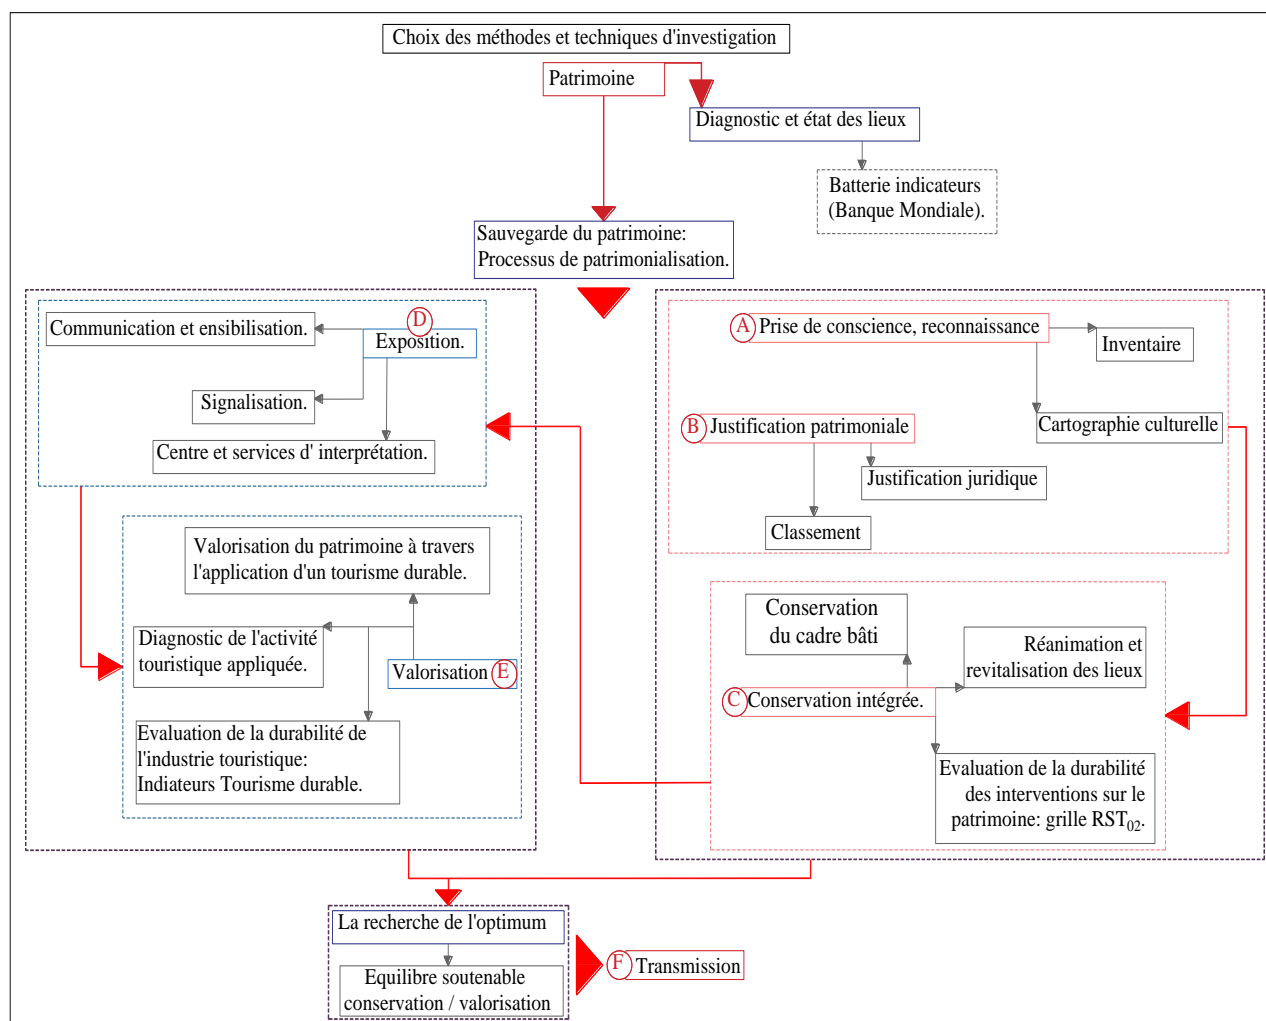 Choix des méthodes et techniques d'investigation
Patrimoine
Diagnostic et état des lieux
Batterie indicateurs
(Banque Mondiale).
Sauvegarde du patrimoine:
Processus de patrimonialisation.
D
Communication et ensibilisation.
Exposition.
Signalisation.
Centre et services d' interprétation.
Valorisation du patrimoine à travers
l'application d'un tourisme durable.
Diagnostic de l'activité
touristique appliquée.
Valorisation E
Evaluation de la durabilité de
l'industrie touristique:
Indiateurs Tourisme durable.
A Prise de conscience, reconnaissance
Inventaire
B Justification patrimoniale
Cartographie culturelle
Justification juridique
Classement
Conservation
du cadre bâti
Réanimation et
revitalisation des lieux
C Conservation intégrée.
Evaluation de la durabilité
des interventions sur le
patrimoine: grille RST02.
La recherche de l'optimum
Equilibre soutenable
conservation / valorisation
F Transmission